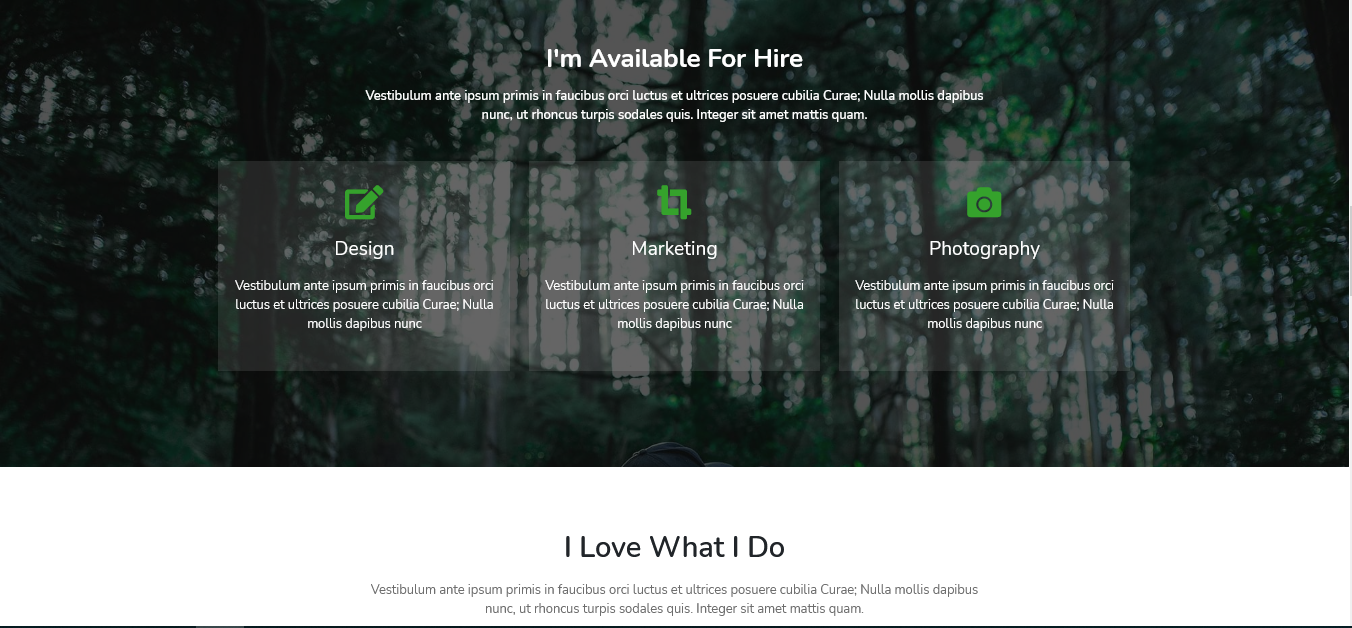 I'm Available For Hire
Vestibulum ante ipsum primis in faucibus orci luctus et ultrices posuere cubilia Curae; Nulla mollis dapibus
nunc, ut rhoncus turpis sodales quis. Integer sit amet mattis quam.
Design
Vestibulum ante ipsum primis in faucibus orci
luctus et ultrices posuere cubilia Curae; Nulla
mollis dapibus nunc
Marketing
Vestibulum ante ipsum primis in faucibus orci
luctus et ultrices posuere cubilia Curae; Nulla
mollis dapibus nunc
Photography
Vestibulum ante ipsum primis in faucibus orci
luctus et ultrices posuere cubilia Curae; Nulla
mollis dapibus nunc
I Love What I Do
Vestibulum ante ipsum primis in faucibus orci luctus et ultrices posuere cubilia Curae; Nulla mollis dapibus
nunc, ut rhoncus turpis sodales quis. Integer sit amet mattis quam.